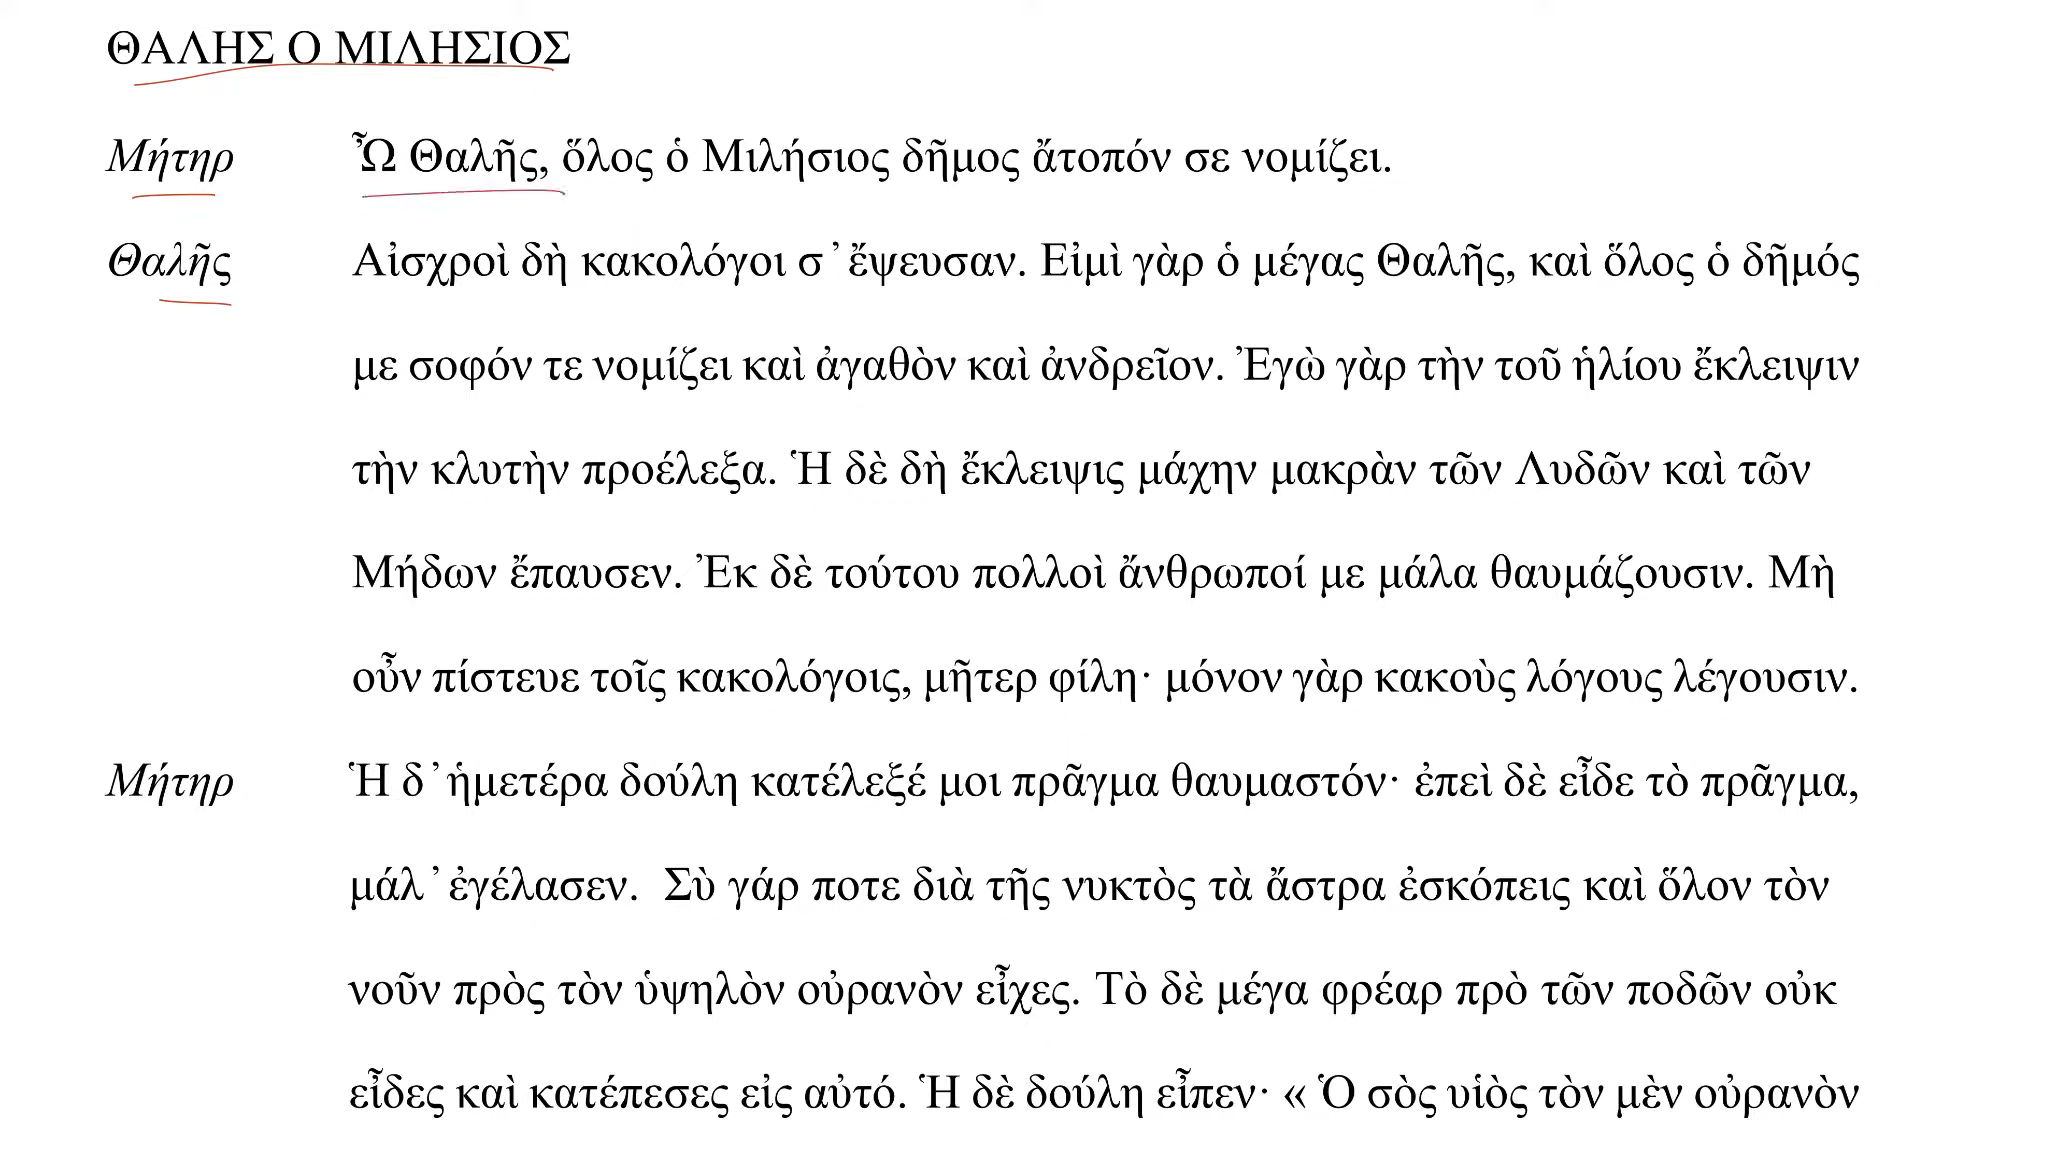 ΘΑΛΗΣ Ο ΜΙΛΗΣΙΟΣ
Μήτηρ Ὦ Θαλῆς, ὅλος ὁ Μιλήσιος δῆμος ἄτοπόν σε νομίζει.
Θαλῆς Αἰσχροὶ δὴ κακολόγοι σ᾽ἔψευσαν. Εἰμὶ γὰρ ὁ μέγας Θαλῆς, καὶ ὅλος ὁ δῆμός
με σοφόν τε νομίζει καὶ ἀγαθὸν καὶ ἀνδρεῖον. Ἐγὼ γὰρ τὴν τοῦ ἡλίου ἔκλειψιν
τὴν κλυτὴν προέλεξα. Ἡ δὲ δὴ ἔκλειψις μάχην μακρὰν τῶν Λυδῶν καὶ τῶν
Μήδων ἔπαυσεν. Ἐκ δὲ τούτου πολλοὶ ἄνθρωποί με μάλα θαυμάζουσιν. Μὴ
οὖν πίστευε τοῖς κακολόγοις, μῆτερ φίλη· μόνον γὰρ κακοὺς λόγους λέγουσιν.
Μήτηρ Ἡ δ᾽ἡμετέρα δούλη κατέλεξέ μοι πρᾶγμα θαυμαστόν· ἐπεὶ δὲ εἶδε τὸ πρᾶγμα,
μάλ᾽ἐγέλασεν. Σὺ γάρ ποτε διὰ τῆς νυκτὸς τὰ ἄστρα ἐσκόπεις καὶ ὅλον τὸν
νοῦν πρὸς τὸν ὑψηλὸν οὐρανὸν εἶχες. Τὸ δὲ μέγα φρέαρ πρὸ τῶν ποδῶν οὐκ
εἶδες καὶ κατέπεσες εἰς αὐτό. Ἡ δὲ δούλη εἶπεν· « Ὁ σὸς υἱὸς τὸν μὲν οὐρανὸν